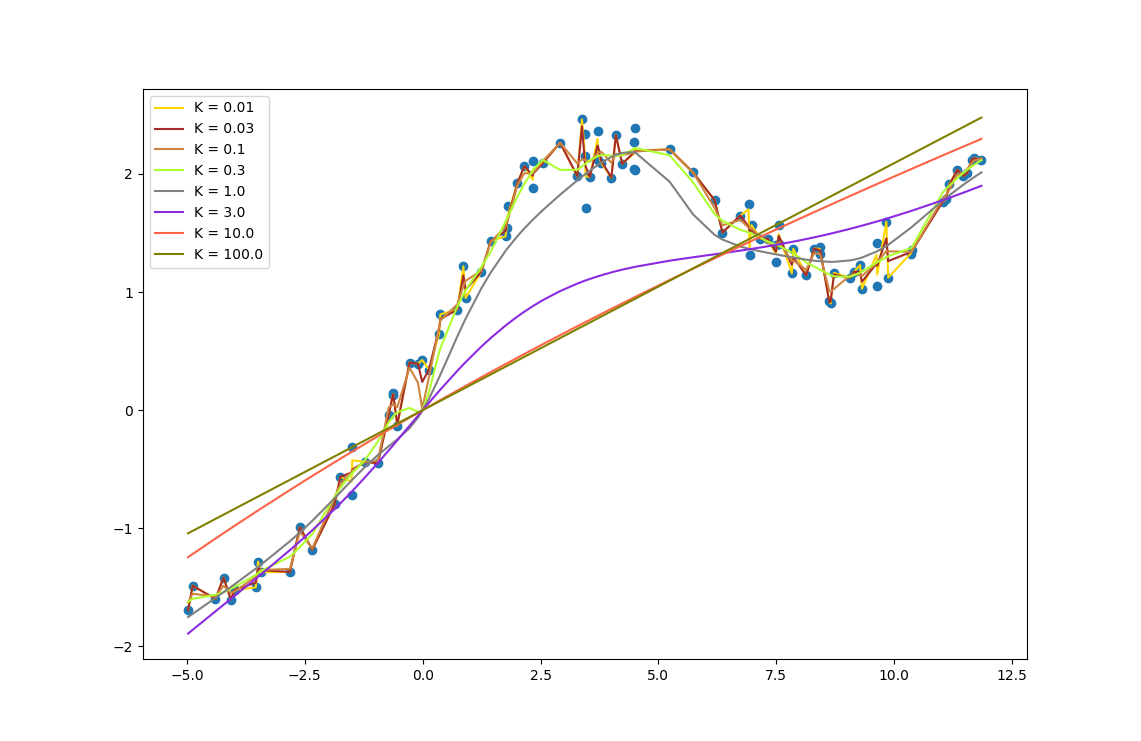 K = 0.01
K = 0.03
K = 0.1
K = 0.3
K = 1.0
K = 3.0
K = 10.0
K = 100.0
2
1
0
−1
−2
−5.0 −2.5 0.0 2.5 5.0 7.5 10.0 12.5